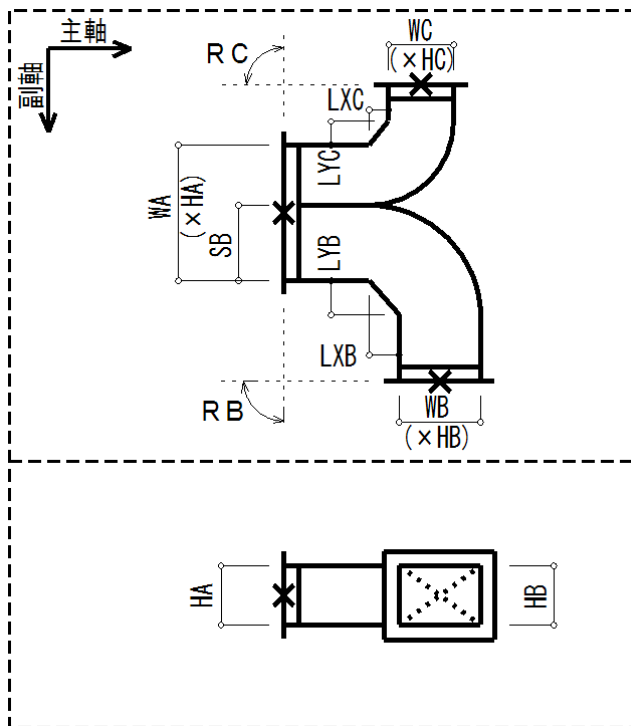 主軸
副軸
RC
WC
(×HC)
LXC
LYC
WA
(×HA)
SB
LYB
LXB
RB
WB
(×HB)
HA
HB